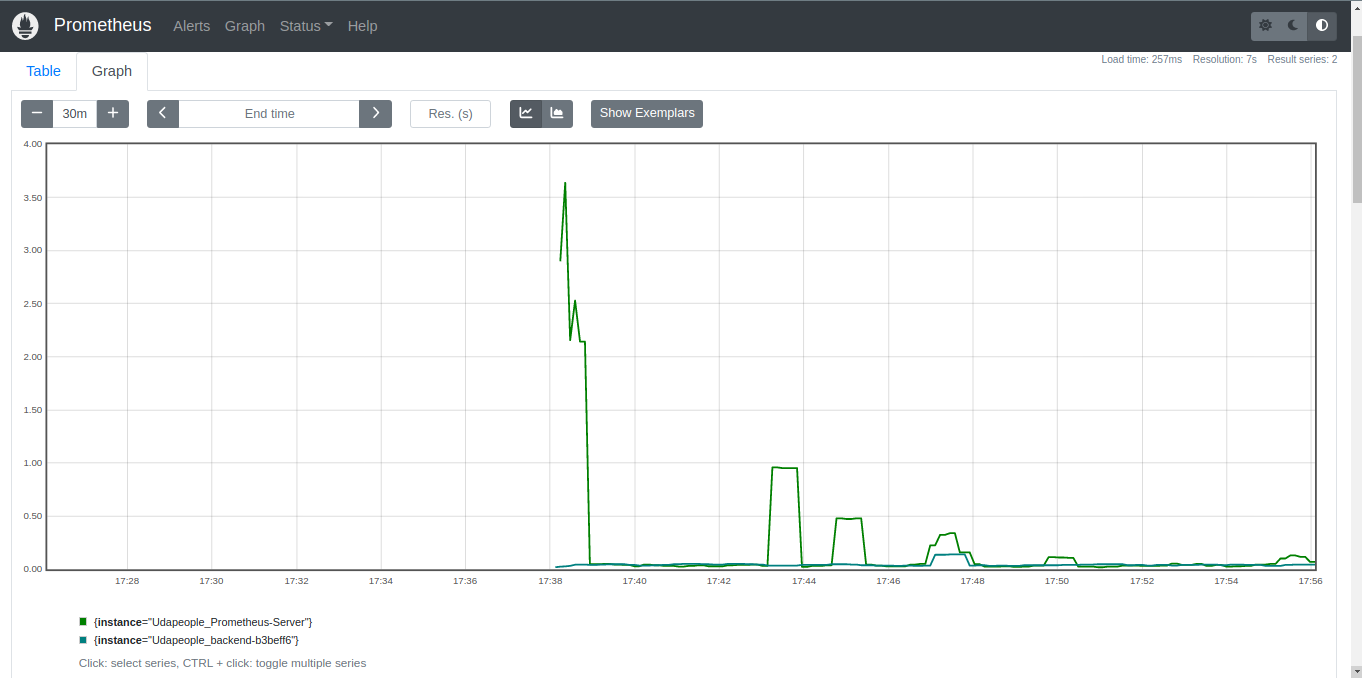 Prometheus Alerts Graph Status Help
Load time: 257ms Resolution: 7s Result series: 2
Table Graph
30m End time Res. (s) Show Exemplars
4.00
3.50
3.00
2.50
2.00
1.50
1.00
0.50
0.00
17:28 17:30 17:32 17:34 17:36 17:38 17:40 17:42 17:44 17:46 17:48 17:50 17:52 17:54 17:56
{instance="Udapeople_Prometheus-Server"}
{instance="Udapeople_backend-b3beff6"}
Click: select series, CTRL + click: toggle multiple series